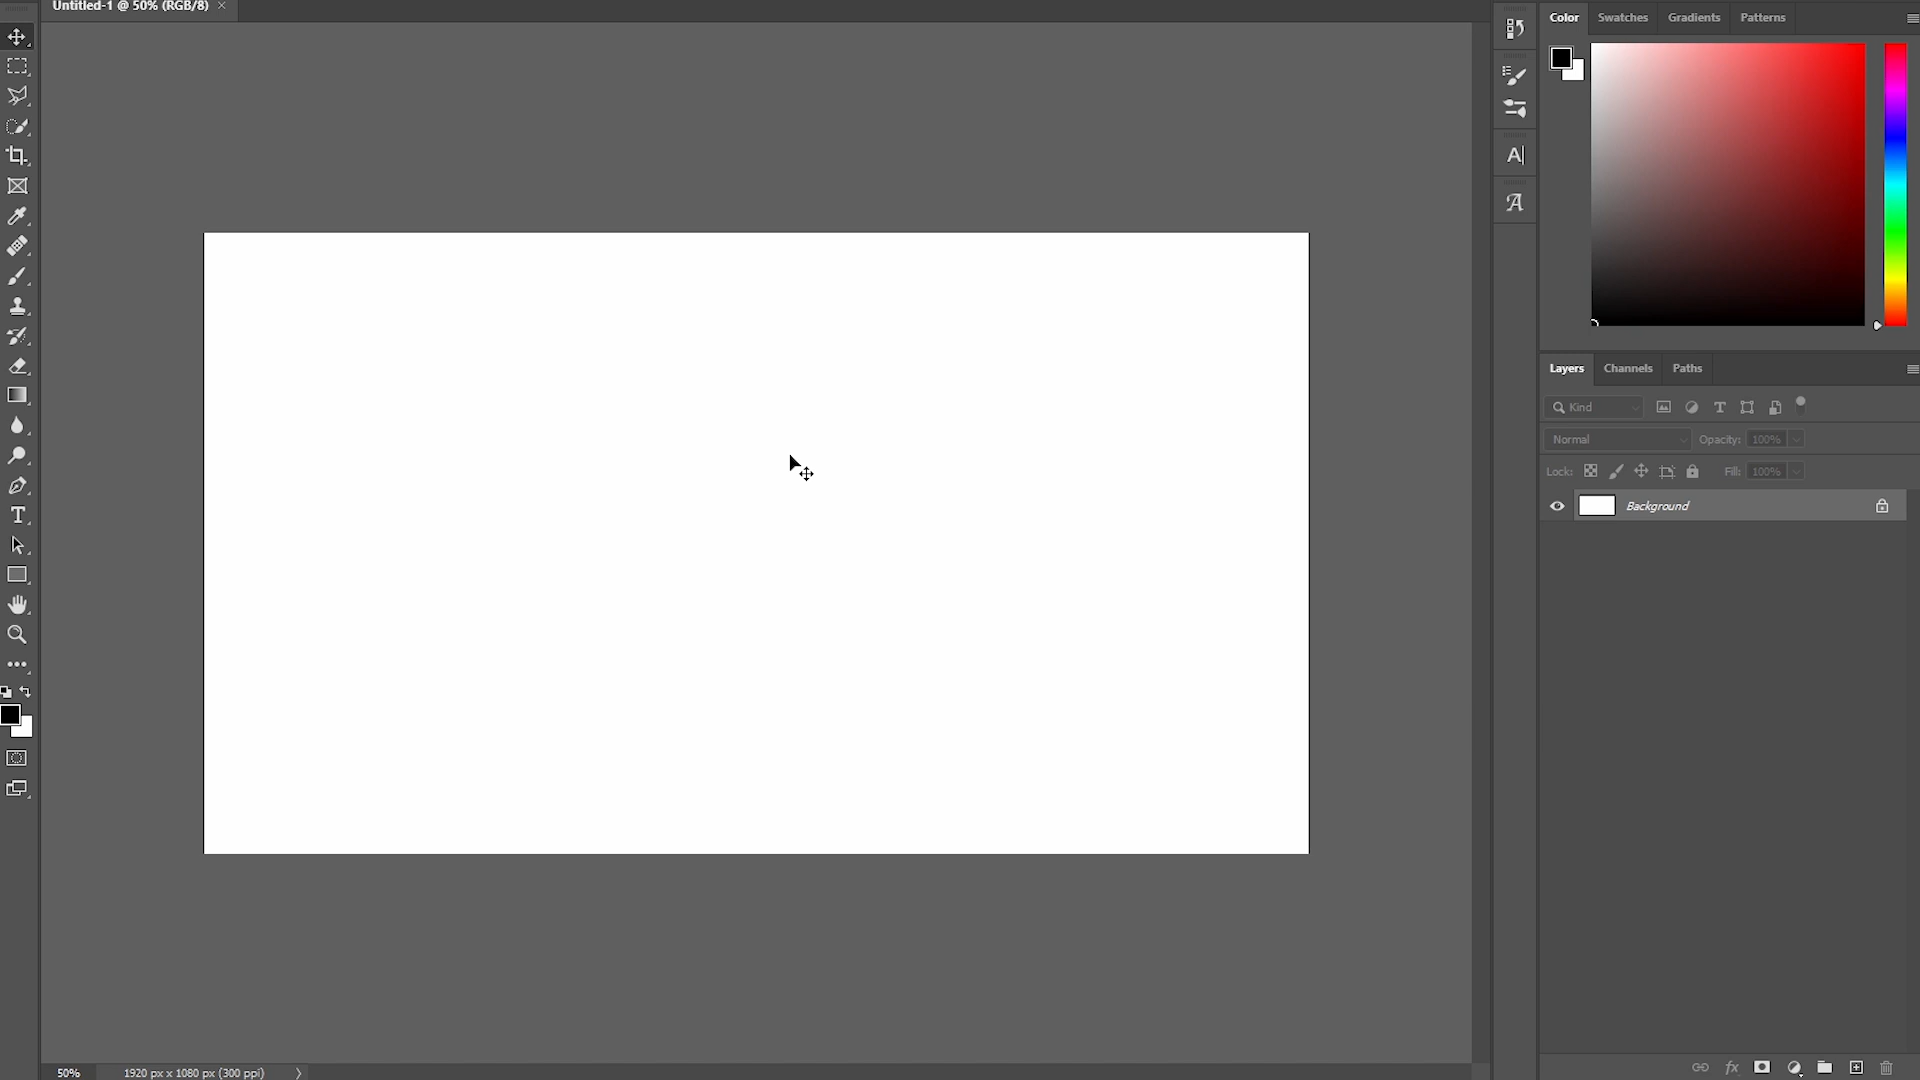 Untitled-1 @ 50% (RGB/8) ×
Color Swatches Gradients Patterns
Layers Channels Paths
Kind
Normal Opacity: 100%
Lock: Fill: 100%
Background
50% 1920 px x 1080 px (300 ppi)